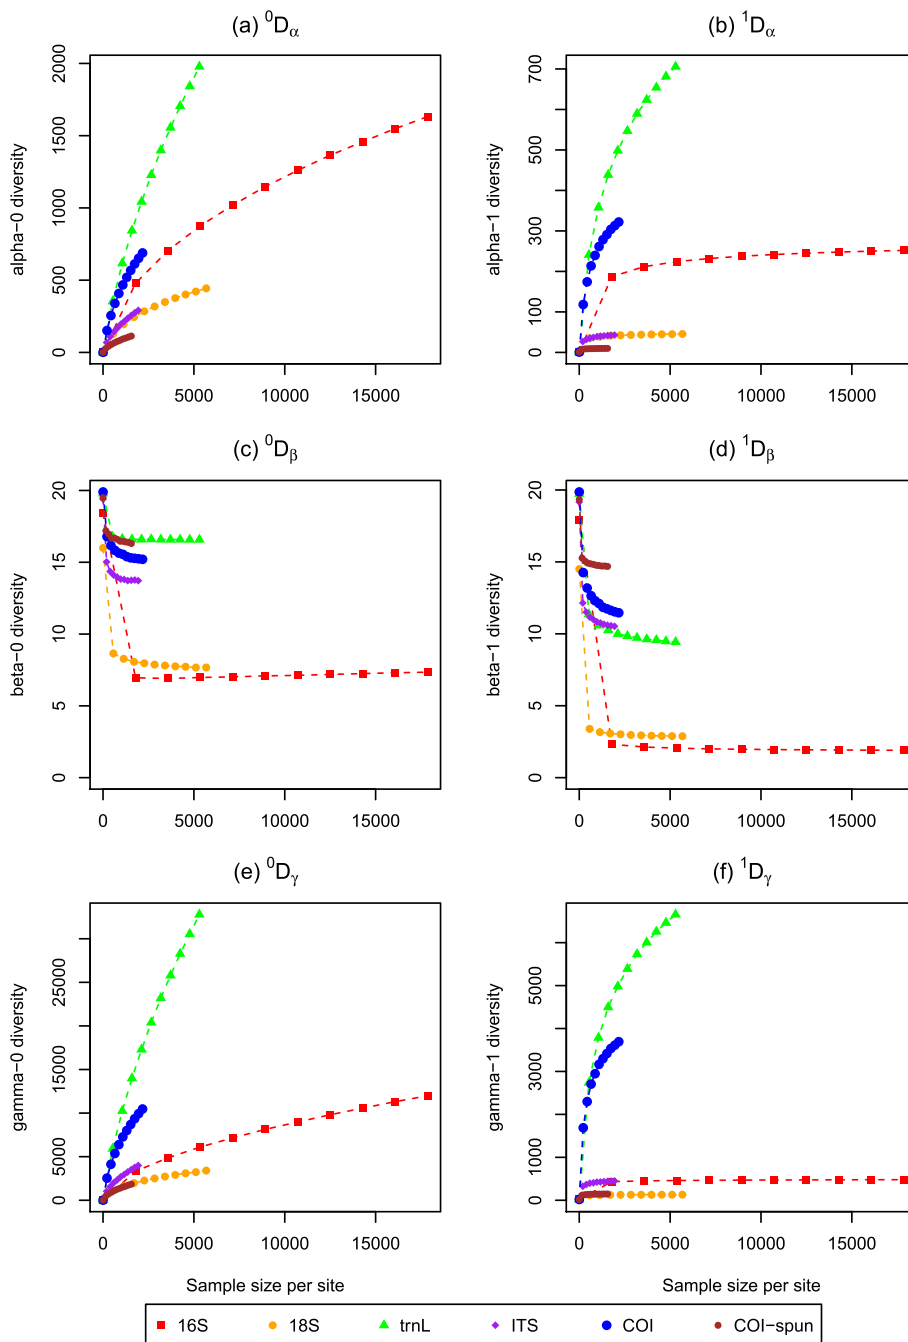 (a) ⁰Dα
(b) ¹Dα
alpha−0 diversity
0 500 1000 1500 2000
0 5000 10000 15000
alpha−1 diversity
0 100 300 500 700
0 5000 10000 15000
(c) ⁰Dβ
(d) ¹Dβ
beta−0 diversity
0 5 10 15 20
0 5000 10000 15000
beta−1 diversity
0 5 10 15 20
0 5000 10000 15000
(e) ⁰Dγ
(f) ¹Dγ
gamma−0 diversity
0 5000 15000 25000
0 5000 10000 15000
Sample size per site
gamma−1 diversity
0 1000 3000 5000
0 5000 10000 15000
Sample size per site
16S 18S trnL ITS COI COI−spun